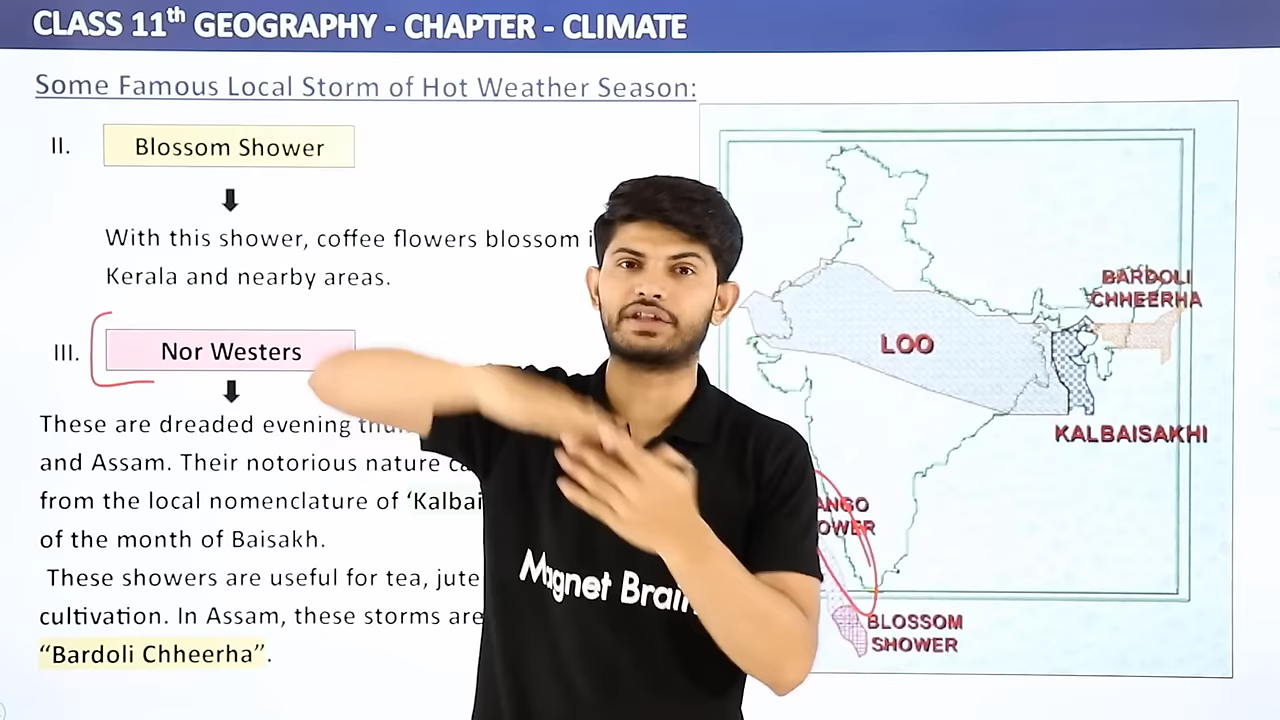 CLASS 11th GEOGRAPHY - CHAPTER - CLIMATE
Some Famous Local Storm of Hot Weather Season:
II. Blossom Shower
With this shower, coffee flowers blossom
Kerala and nearby areas.
III. Nor Westers
These are dreaded evening
and Assam. Their notorious nature
from the local nomenclature of ‘Kalbai
of the month of Baisakh.
These showers are useful for tea, jute
cultivation. In Assam, these storms are
“Bardoli Chheerha”.
Magnet Brain
BARDOLI
CHHEERHA
LOO
KALBAISAKHI
ANGO
OWER
BLOSSOM
SHOWER